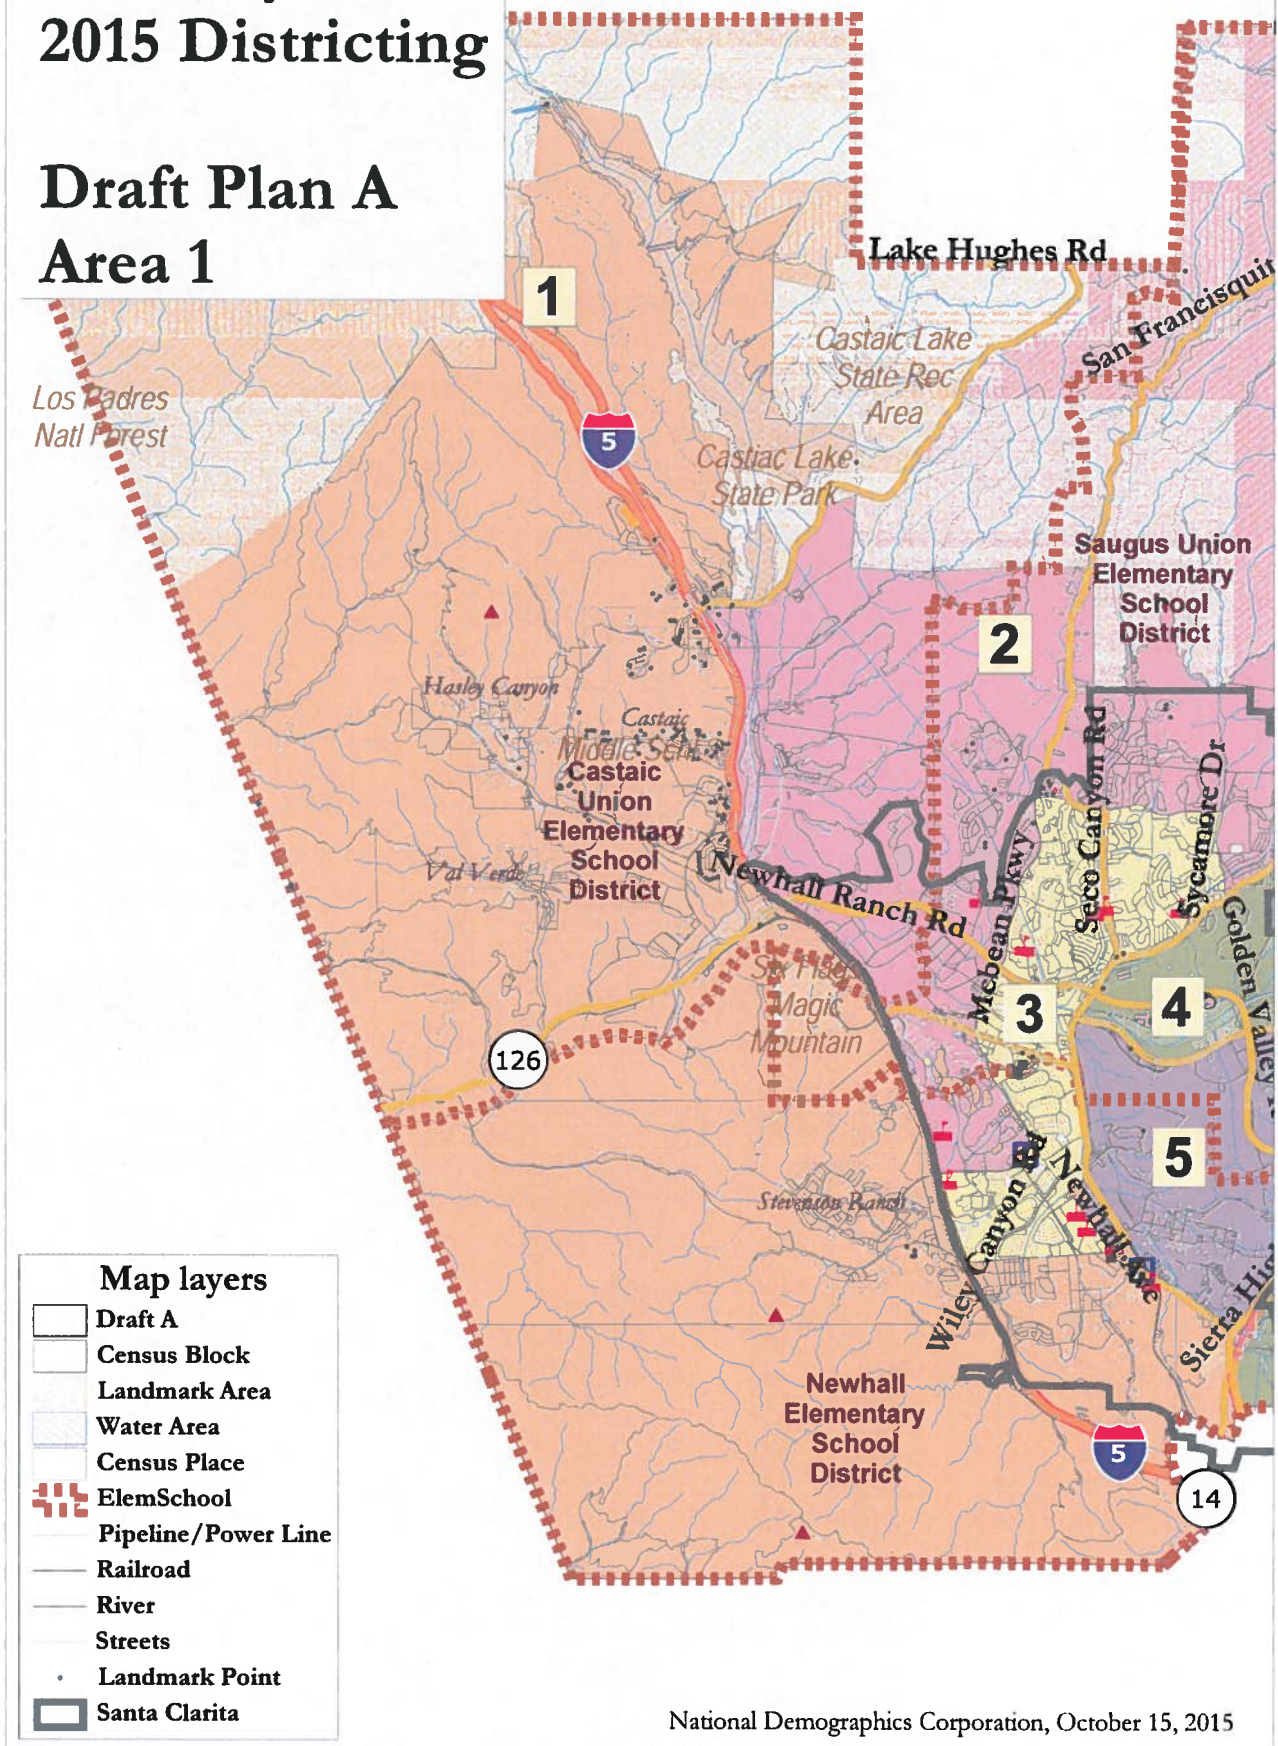 2015 Districting
Draft Plan A
Area 1
1
Lake Hughes Rd
San Francisquit
Castaic Lake
State Rec
Area
Los Padres
Natl Forest
5
Castiac Lake
State Park
Saugus Union
Elementary
School
District
2
Hasley Canyon
Castaic
Middle
Castaic
Union
Elementary
School
District
Val Verde
Newhall Ranch Rd
Mcbean Pkwy
Seco Canyon Rd
Sycamore Dr
Golden Valley
Six Flags
Magic
Mountain
3
4
126
5
Stevenson Ranch
Wiley Canyon Rd
Newhall Ave
Sierra Hig
Newhall
Elementary
School
District
5
14
Map layers
Draft A
Census Block
Landmark Area
Water Area
Census Place
ElemSchool
Pipeline/Power Line
Railroad
River
Streets
Landmark Point
Santa Clarita
National Demographics Corporation, October 15, 2015